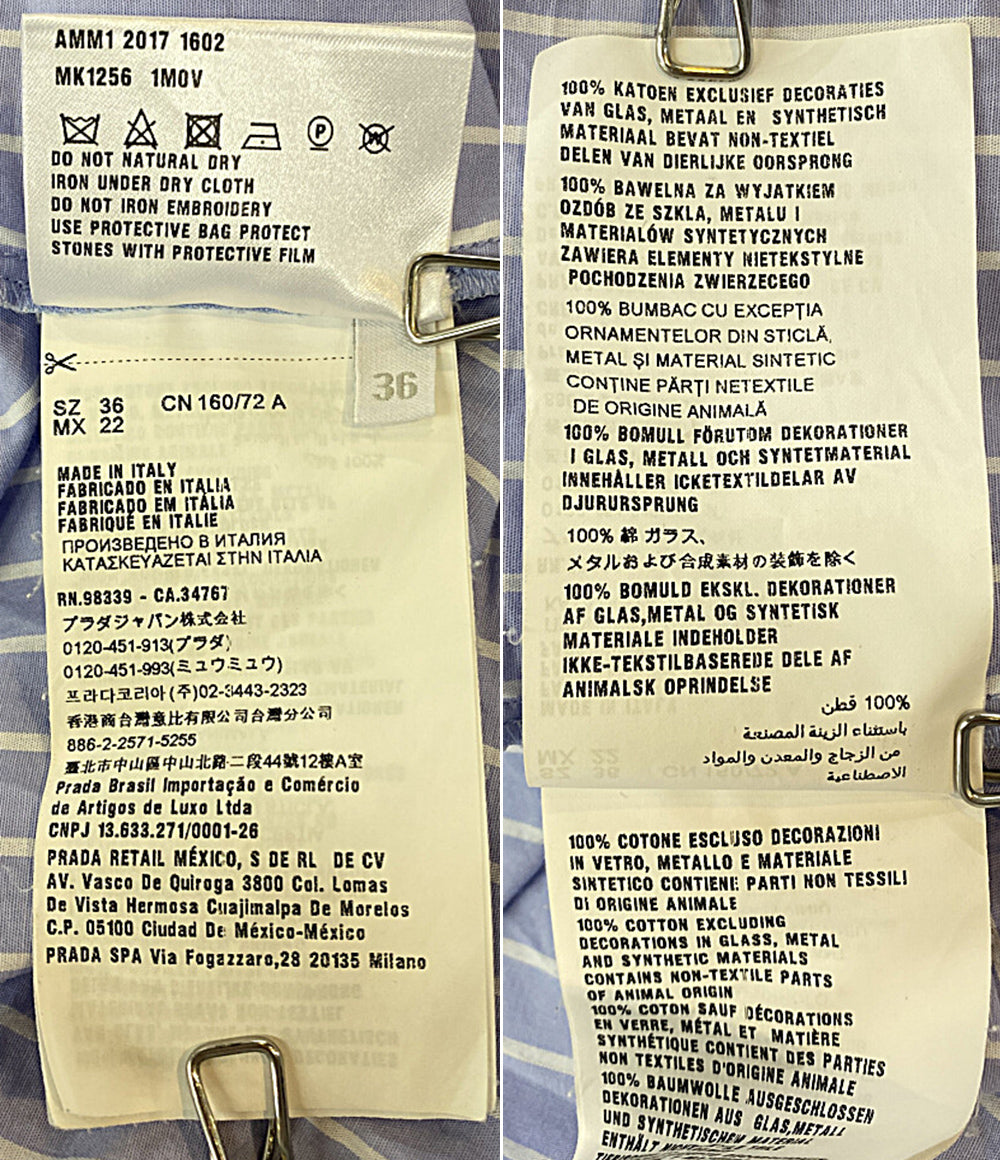 AMM1 2017 1602
MK1256 1M0V
P
DO NOT NATURAL DRY
IRON UNDER DRY CLOTH
DO NOT IRON EMBROIDERY
USE PROTECTIVE BAG PROTECT
STONES WITH PROTECTIVE FILM
36
SZ 36 CN 160/72 A
MX 22
MADE IN ITALY
FABRICADO EN ITALIA
FABRICADO EM ITÁLIA
FABRIQUÉ EN ITALIE
ПРОИЗВЕДЕНО В ИТАЛИЯ
ΚΑΤΑΣΚΕΥΑΖΕΤΑΙ ΣΤΗΝ ΙΤΑΛΙΑ
RN.98339 - CA.34767
プラダジャパン株式会社
0120-451-913(プラダ)
0120-451-993(ミュウミュウ)
프라다코리아(주)02-3443-2323
香港商台灣意比有限公司台灣分公司
886-2-2571-5255
臺北市中山區中山北路二段44號12樓A室
Prada Brasil Importação e Comércio
de Artigos de Luxo Ltda
CNPJ 13.633.271/0001-26
PRADA RETAIL MÉXICO, S DE RL DE CV
AV. Vasco De Quiroga 3800 Col. Lomas
De Vista Hermosa Cuajimalpa De Morelos
C.P. 05100 Ciudad De México-México
PRADA SPA Via Fogazzaro,28 20135 Milano
100% KATOEN EXCLUSIEF DECORATIES
VAN GLAS, METAAL EN SYNTHETISCH
MATERIAAL BEVAT NON-TEXTIEL
DELEN VAN DIERLIJKE OORSPRONG
100% BAWELNA ZA WYJATKIEM
OZDÓB ZE SZKLA, METALU I
MATERIALÓW SYNTETYCZNYCH
ZAWIERA ELEMENTY NIETEKSTYLNE
POCHODZENIA ZWIERZECEGO
100% BUMBAC CU EXCEPȚIA
ORNAMENTELOR DIN STICLĂ,
METAL ȘI MATERIAL SINTETIC
CONȚINE PĂRȚI NETEXTILE
DE ORIGINE ANIMALĂ
100% BOMULL FÖRUTOM DEKORATIONER
I GLAS, METALL OCH SYNTETMATERIAL
INNEHÅLLER ICKETEXTILDELAR AV
DJURURSPRUNG
100% 綿 ガラス、
メタルおよび合成素材の装飾を除く
100% BOMULD EKSKL. DEKORATIONER
AF GLAS,METAL OG SYNTETISK
MATERIALE INDEHOLDER
IKKE-TEKSTILBASEREDE DELE AF
ANIMALSK OPRINDELSE
100% قطن
باستثناء الزينة المصنعة
من الزجاج والمعدن والمواد
الاصطناعية
100% COTONE ESCLUSO DECORAZIONI
IN VETRO, METALLO E MATERIALE
SINTETICO CONTIENE PARTI NON TESSILI
DI ORIGINE ANIMALE
100% COTTON EXCLUDING
DECORATIONS IN GLASS, METAL
AND SYNTHETIC MATERIALS
CONTAINS NON-TEXTILE PARTS
OF ANIMAL ORIGIN
100% COTON SAUF DÉCORATIONS
EN VERRE, MÉTAL ET MATIÈRE
SYNTHÉTIQUE CONTIENT DES PARTIES
NON TEXTILES D'ORIGINE ANIMALE
100% BAUMWOLLE AUSGESCHLOSSEN
DEKORATIONEN AUS GLAS,METALL
UND SYNTHETISCHEM MATERIAL
ENTHÄLT